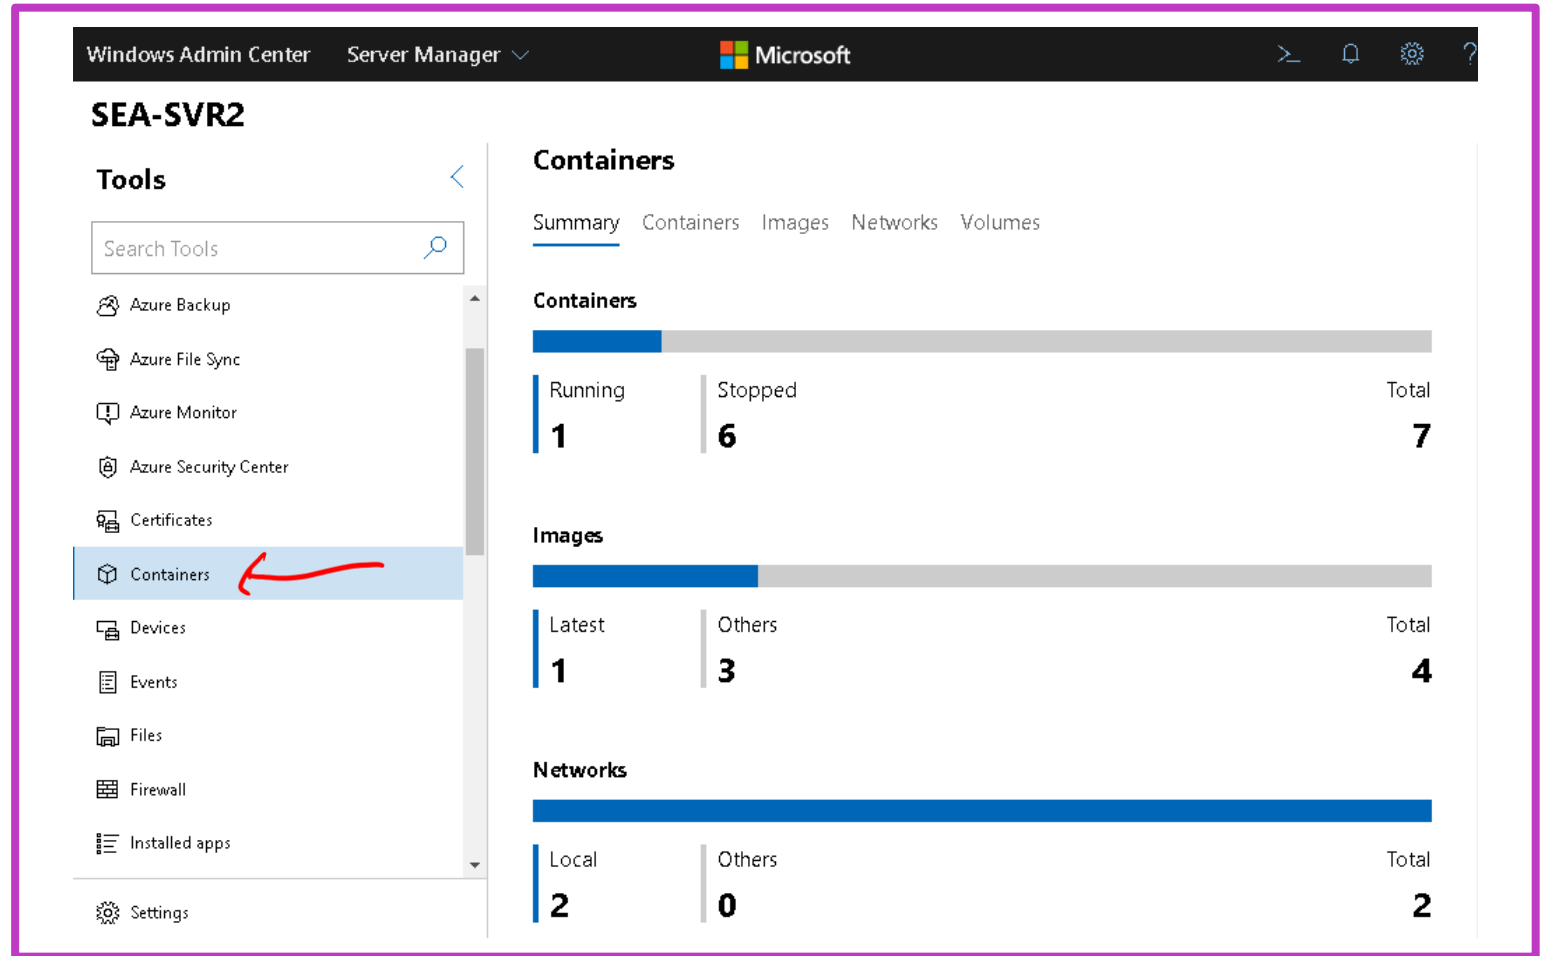 Windows Admin Center Server Manager Microsoft >_ ?
SEA-SVR2
Tools
Search Tools
Azure Backup
Azure File Sync
Azure Monitor
Azure Security Center
Certificates
Containers
Devices
Events
Files
Firewall
Installed apps
Settings
Containers
Summary Containers Images Networks Volumes
Containers
Running Stopped Total
1 6 7
Images
Latest Others Total
1 3 4
Networks
Local Others Total
2 0 2